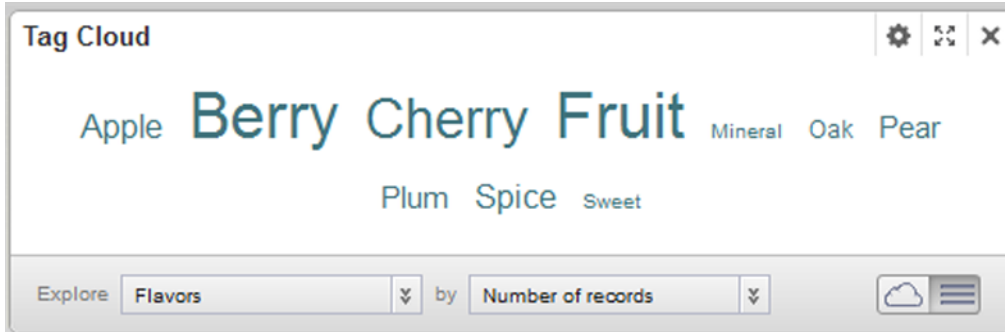 Tag Cloud
Apple Berry Cherry Fruit Mineral Oak Pear
Plum Spice Sweet
Explore Flavors by Number of records